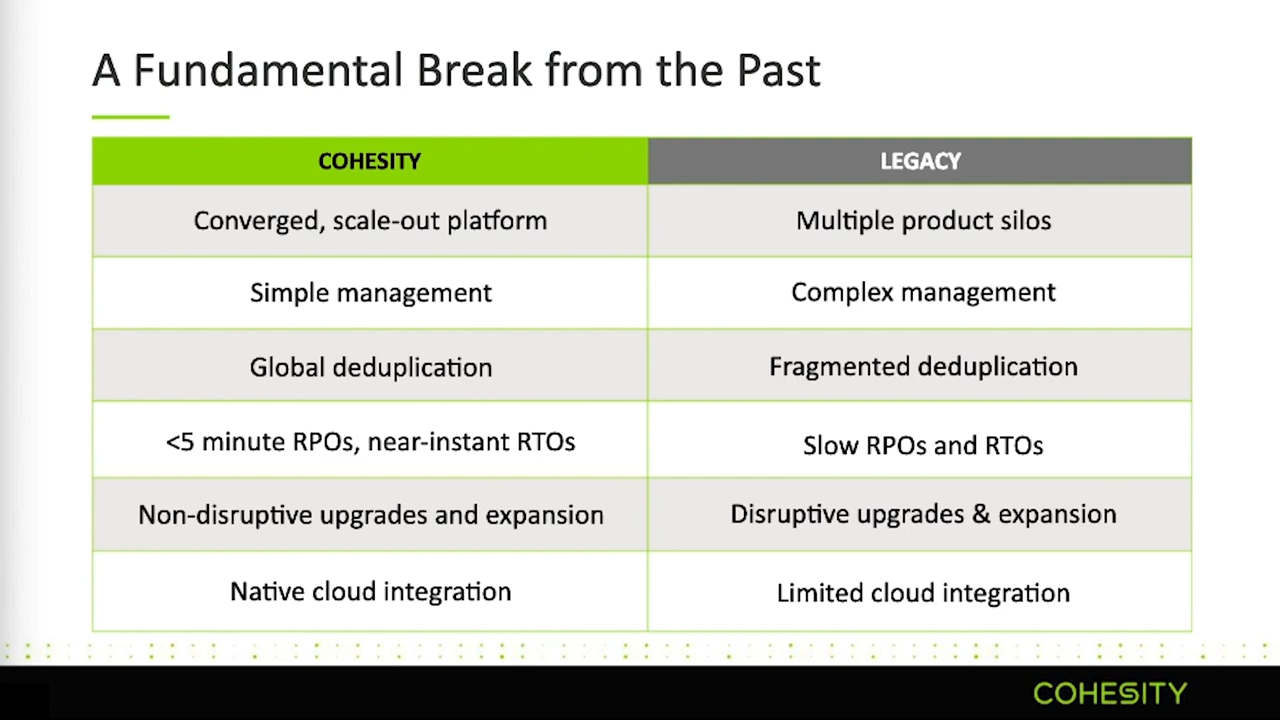 A Fundamental Break from the Past
COHESITY LEGACY
Converged, scale-out platform Multiple product silos
Simple management Complex management
Global deduplication Fragmented deduplication
<5 minute RPOs, near-instant RTOs Slow RPOs and RTOs
Non-disruptive upgrades and expansion Disruptive upgrades & expansion
Native cloud integration Limited cloud integration
COHESITY